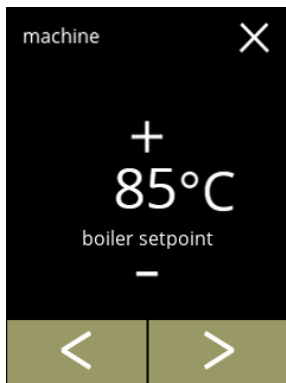 machine
+
85°C
boiler setpoint
-
< >